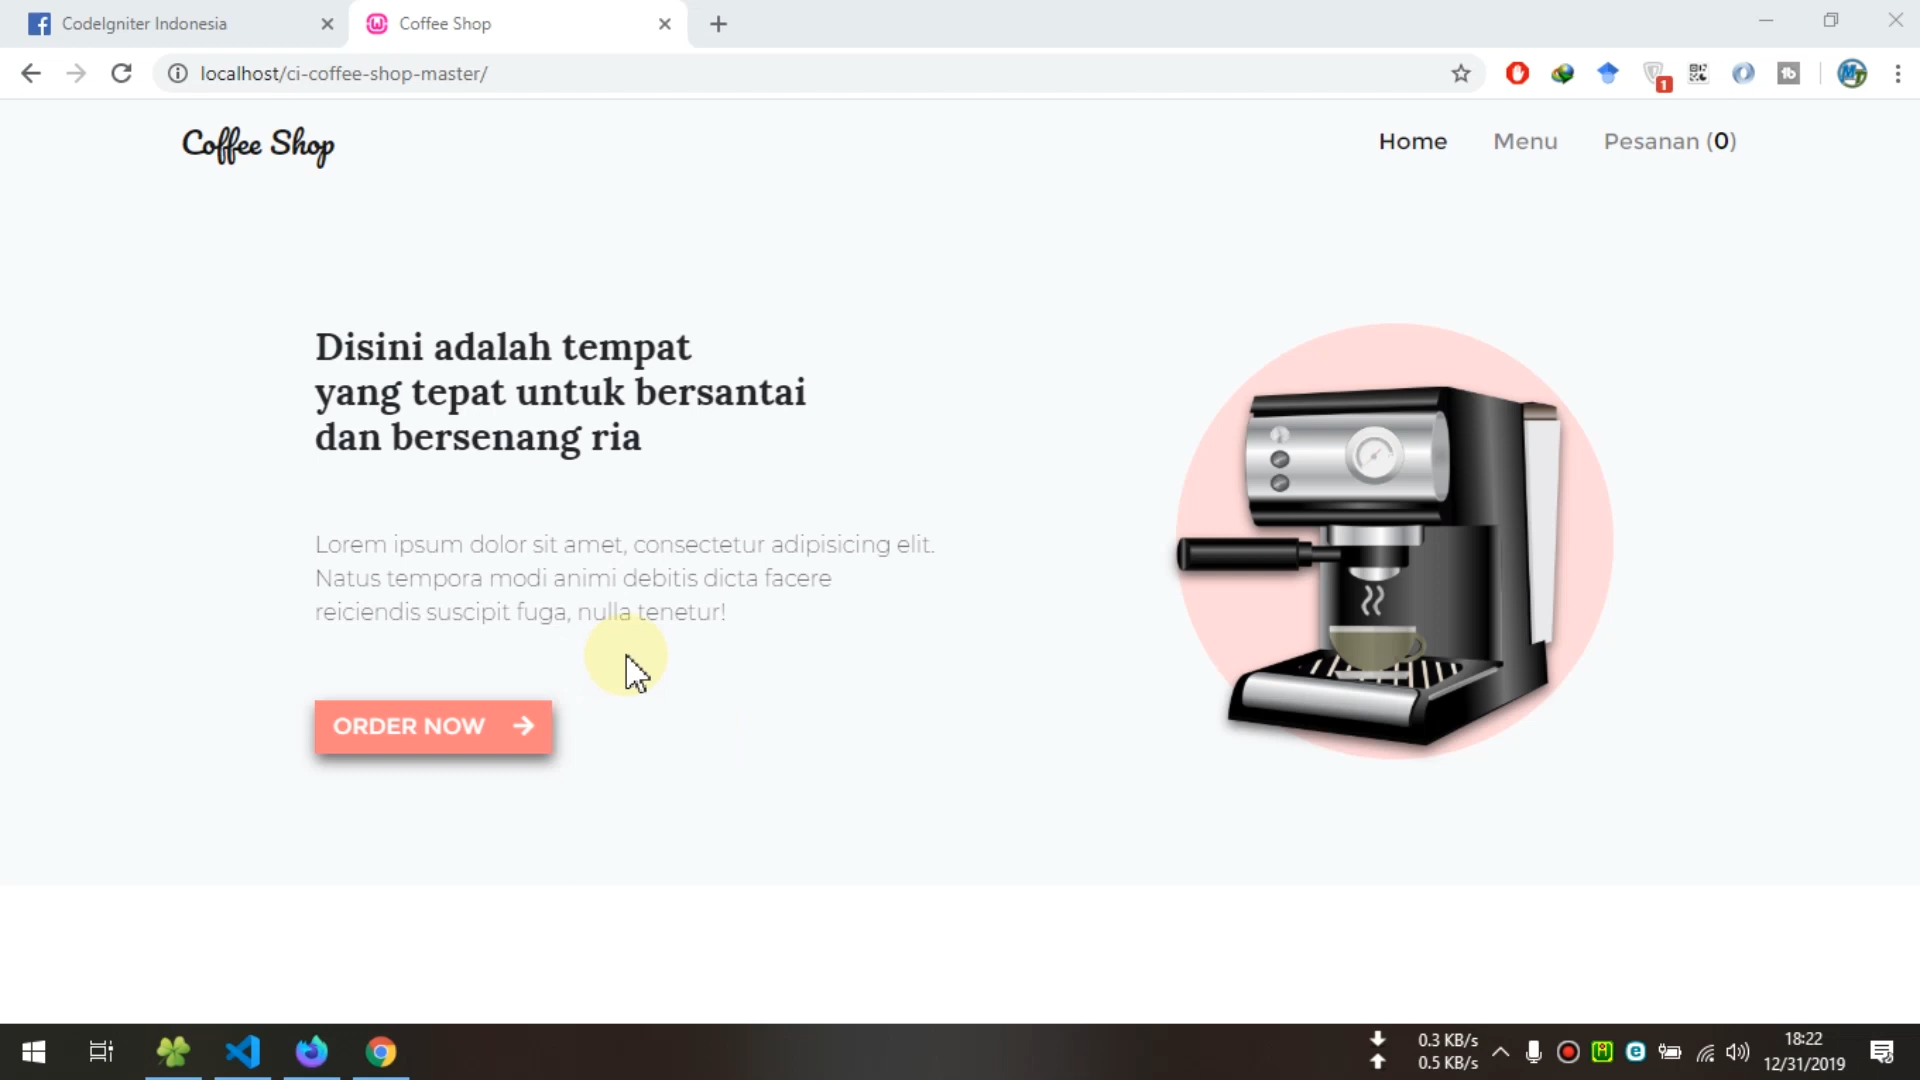 CodeIgniter Indonesia
Coffee Shop
localhost/ci-coffee-shop-master/
1
Coffee Shop
Home
Menu
Pesanan (0)
Disini adalah tempat
yang tepat untuk bersantai
dan bersenang ria
Lorem ipsum dolor sit amet, consectetur adipisicing elit.
Natus tempora modi animi debitis dicta facere
reiciendis suscipit fuga, nulla tenetur!
ORDER NOW
0.3 KB/s
0.5 KB/s
18:22
12/31/2019